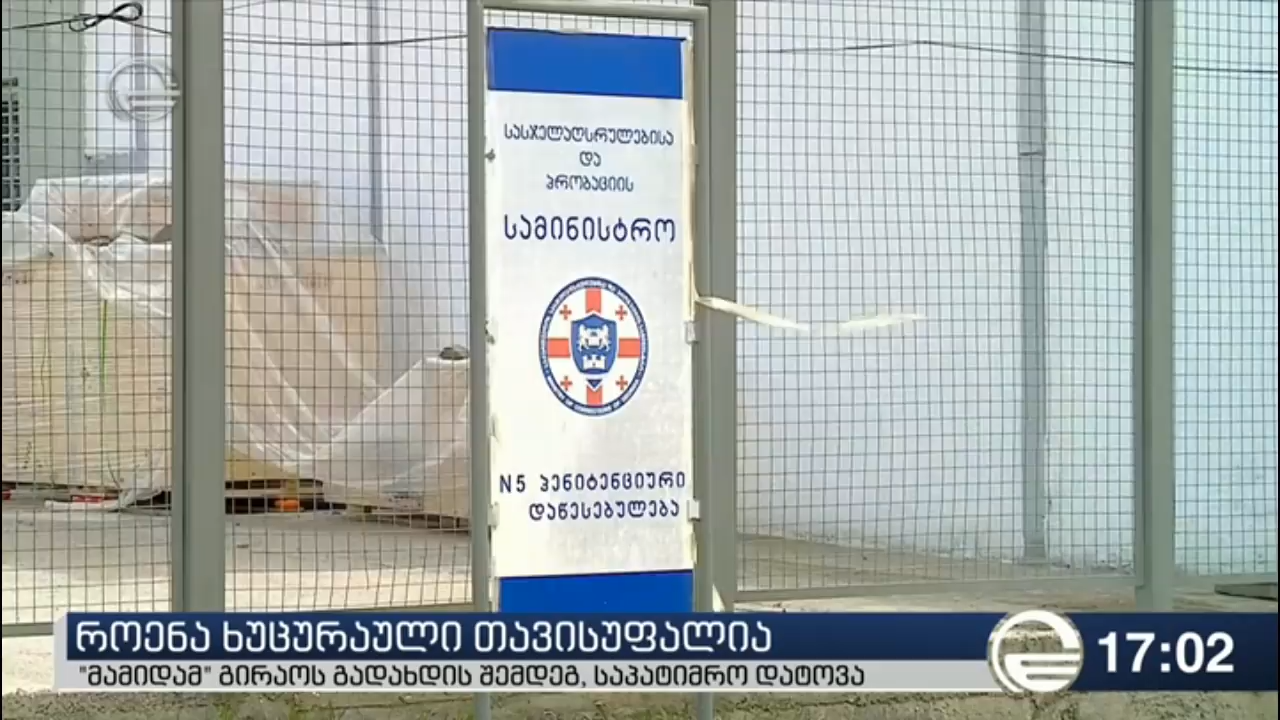 სასჯელაღსრულებისა
და
პრობაციის
სამინისტრო
N5 პენიტენციური
დაწესებულება
როენა ხუცურაული თავისუფალია
"მამიდამ" გირაოს გადახდის შემდეგ, საპატიმრო დატოვა
17:02